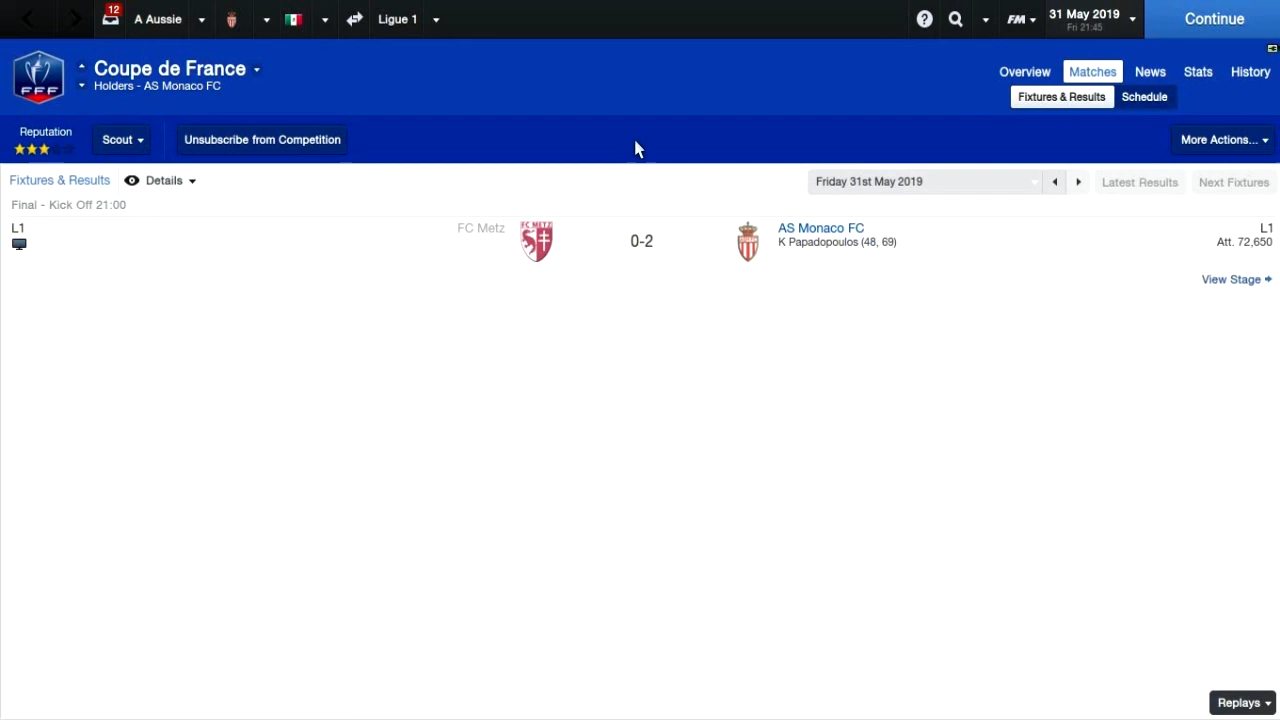 12
A Aussie
Ligue 1
FM
31 May 2019
Fri 21:45
Continue
FFF
Coupe de France
Holders - AS Monaco FC
Overview
Matches
News
Stats
History
Fixtures & Results
Schedule
Reputation
Scout
Unsubscribe from Competition
More Actions...
Fixtures & Results
Details
Friday 31st May 2019
Latest Results
Next Fixtures
Final - Kick Off 21:00
L1
FC Metz
FC METZ
0-2
AS Monaco FC
K Papadopoulos (48, 69)
L1
Att. 72,650
View Stage
Replays